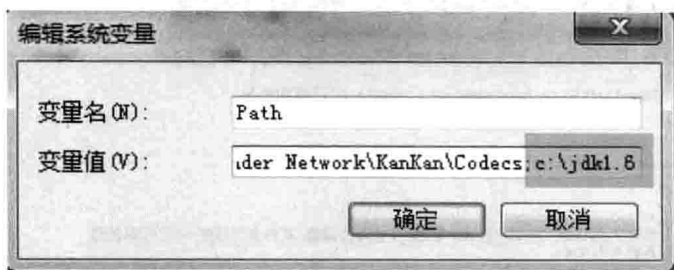 编辑系统变量
变量名(N): Path
变量值(V): der Network\KanKan\Codecs;c:\jdk1.6
确定 取消